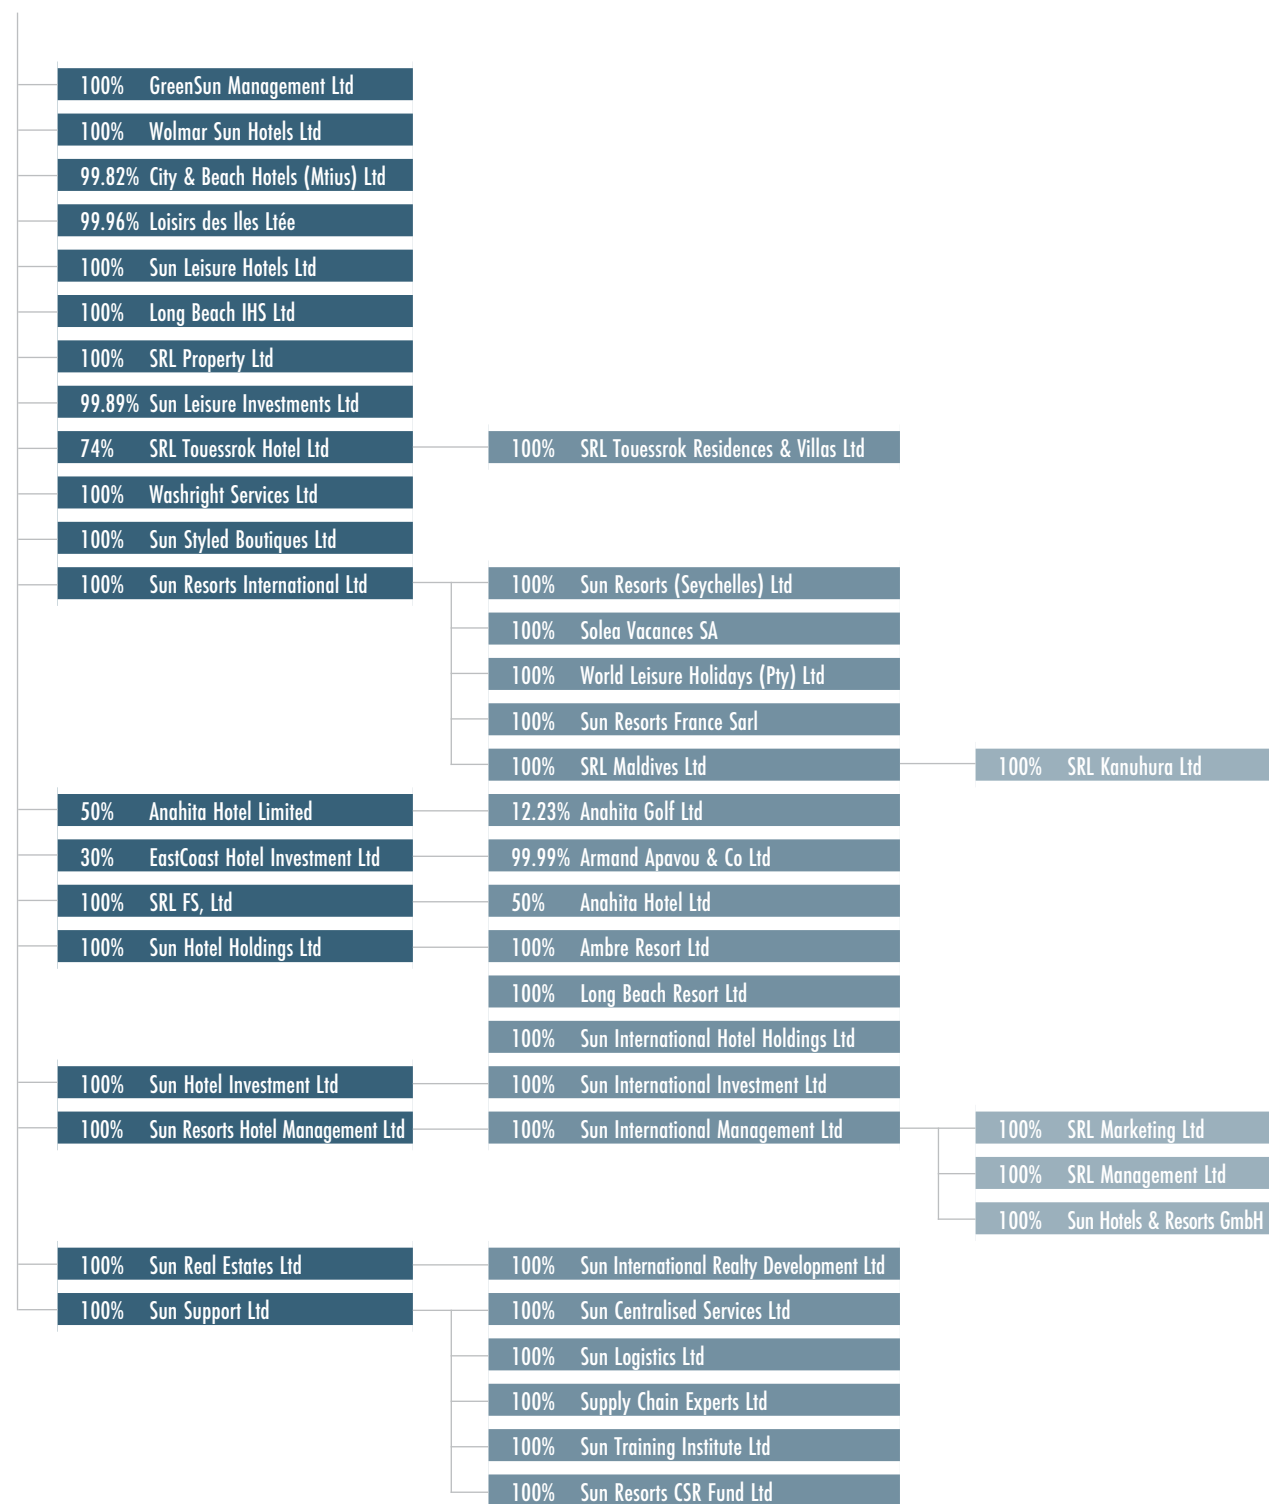 100% GreenSun Management Ltd
100% Wolmar Sun Hotels Ltd
99.82% City & Beach Hotels (Mtius) Ltd
99.96% Loisirs des Iles Ltée
100% Sun Leisure Hotels Ltd
100% Long Beach IHS Ltd
100% SRL Property Ltd
99.89% Sun Leisure Investments Ltd
74% SRL Touessrok Hotel Ltd 100% SRL Touessrok Residences & Villas Ltd
100% Washright Services Ltd
100% Sun Styled Boutiques Ltd
100% Sun Resorts International Ltd 100% Sun Resorts (Seychelles) Ltd
100% Solea Vacances SA
100% World Leisure Holidays (Pty) Ltd
100% Sun Resorts France Sarl
100% SRL Maldives Ltd 100% SRL Kanuhura Ltd
50% Anahita Hotel Limited 12.23% Anahita Golf Ltd
30% EastCoast Hotel Investment Ltd 99.99% Armand Apavou & Co Ltd
100% SRL FS, Ltd 50% Anahita Hotel Ltd
100% Sun Hotel Holdings Ltd 100% Ambre Resort Ltd
100% Long Beach Resort Ltd
100% Sun International Hotel Holdings Ltd
100% Sun Hotel Investment Ltd 100% Sun International Investment Ltd
100% Sun Resorts Hotel Management Ltd 100% Sun International Management Ltd 100% SRL Marketing Ltd
100% SRL Management Ltd
100% Sun Hotels & Resorts GmbH
100% Sun Real Estates Ltd 100% Sun International Realty Development Ltd
100% Sun Support Ltd 100% Sun Centralised Services Ltd
100% Sun Logistics Ltd
100% Supply Chain Experts Ltd
100% Sun Training Institute Ltd
100% Sun Resorts CSR Fund Ltd